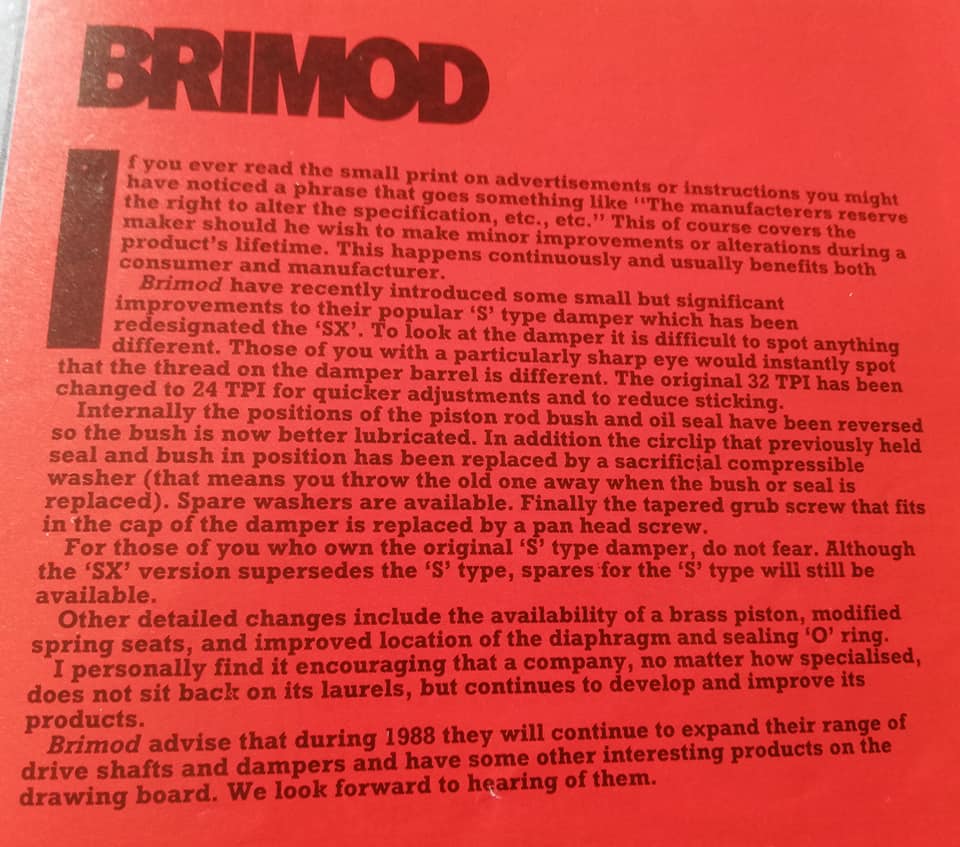 BRIMOD
If you ever read the small print on advertisements or instructions you might
have noticed a phrase that goes something like "The manufacterers reserve
the right to alter the specification, etc., etc." This of course covers the
maker should he wish to make minor improvements or alterations during a
product's lifetime. This happens continuously and usually benefits both
consumer and manufacturer.
Brimod have recently introduced some small but significant
improvements to their popular 'S' type damper which has been
redesignated the 'SX'. To look at the damper it is difficult to spot anything
different. Those of you with a particularly sharp eye would instantly spot
that the thread on the damper barrel is different. The original 32 TPI has been
changed to 24 TPI for quicker adjustments and to reduce sticking.
Internally the positions of the piston rod bush and oil seal have been reversed
so the bush is now better lubricated. In addition the circlip that previously held
seal and bush in position has been replaced by a sacrificial compressible
washer (that means you throw the old one away when the bush or seal is
replaced). Spare washers are available. Finally the tapered grub screw that fits
in the cap of the damper is replaced by a pan head screw.
For those of you who own the original 'S' type damper, do not fear. Although
the 'SX' version supersedes the 'S' type, spares for the 'S' type will still be
available.
Other detailed changes include the availability of a brass piston, modified
spring seats, and improved location of the diaphragm and sealing 'O' ring.
I personally find it encouraging that a company, no matter how specialised,
does not sit back on its laurels, but continues to develop and improve its
products.
Brimod advise that during 1988 they will continue to expand their range of
drive shafts and dampers and have some other interesting products on the
drawing board. We look forward to hearing of them.